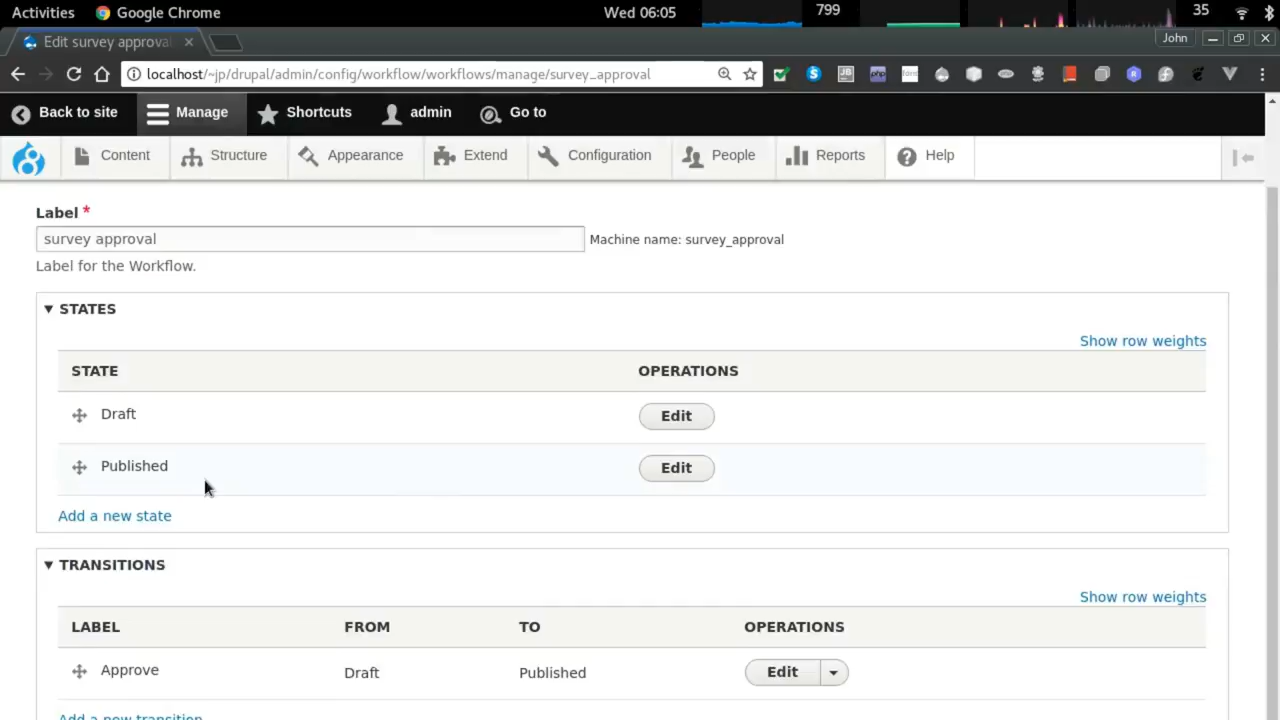 Activities Google Chrome Wed 06:05 799 35
Edit survey approval John
localhost/~jp/drupal/admin/config/workflow/workflows/manage/survey_approval
Back to site Manage Shortcuts admin Go to
Content Structure Appearance Extend Configuration People Reports Help
Label *
survey approval Machine name: survey_approval
Label for the Workflow.
STATES
Show row weights
STATE OPERATIONS
Draft Edit
Published Edit
Add a new state
TRANSITIONS
Show row weights
LABEL FROM TO OPERATIONS
Approve Draft Published Edit
Add a new transition